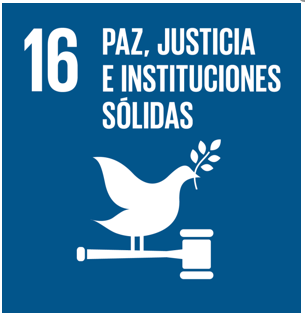 16 PAZ, JUSTICIA
E INSTITUCIONES
SÓLIDAS